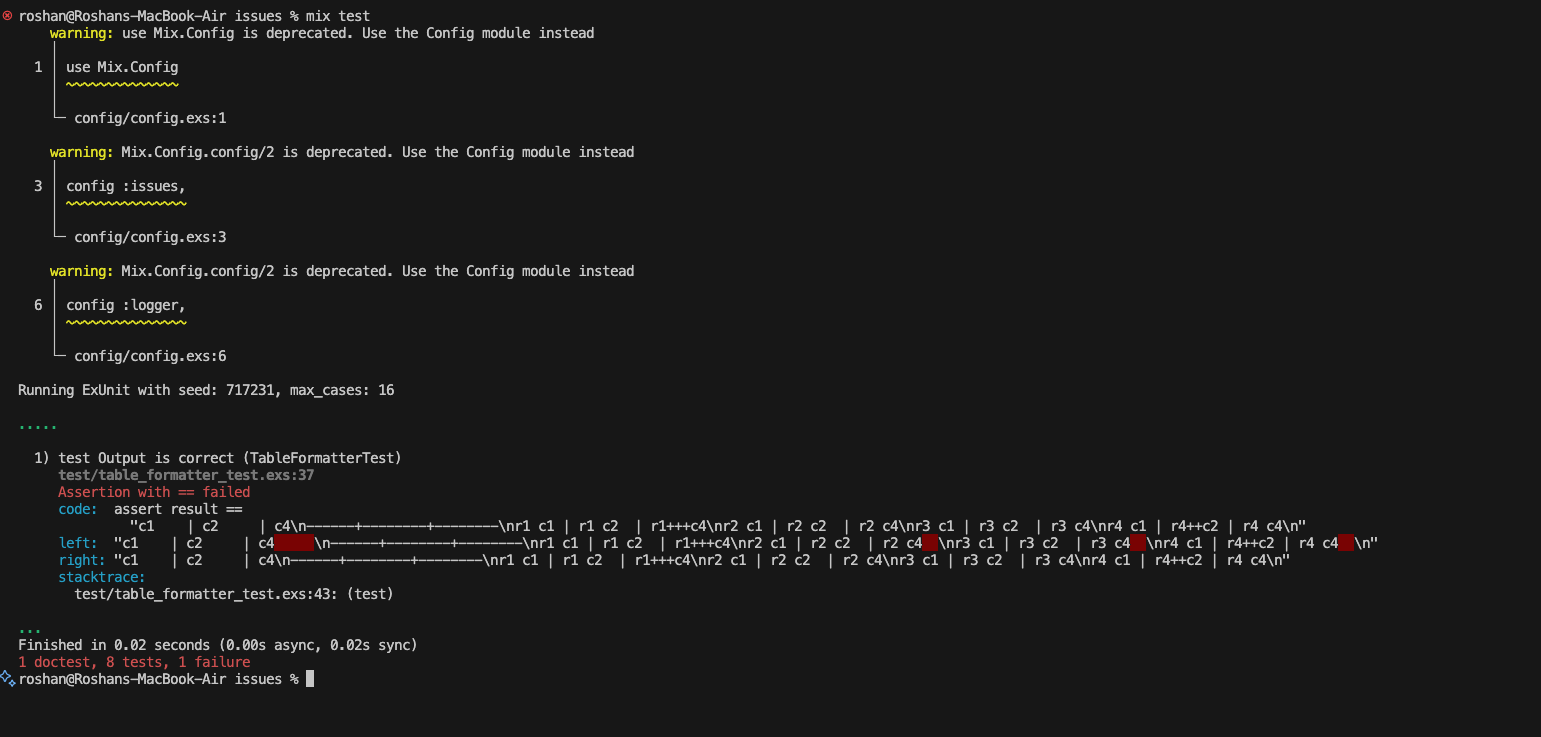 roshan@Roshans-MacBook-Air issues % mix test
warning: use Mix.Config is deprecated. Use the Config module instead
1 │ use Mix.Config
config/config.exs:1
warning: Mix.Config.config/2 is deprecated. Use the Config module instead
3 │ config :issues,
config/config.exs:3
warning: Mix.Config.config/2 is deprecated. Use the Config module instead
6 │ config :logger,
config/config.exs:6
Running ExUnit with seed: 717231, max_cases: 16
.....
1) test Output is correct (TableFormatterTest)
test/table_formatter_test.exs:37
Assertion with == failed
code:  assert result ==
"c1    | c2     | c4\n------+--------+--------\nr1 c1 | r1 c2  | r1+++c4\nr2 c1 | r2 c2  | r2 c4\nr3 c1 | r3 c2  | r3 c4\nr4 c1 | r4++c2 | r4 c4\n"
left:  "c1    | c2     | c4     \n------+--------+--------\nr1 c1 | r1 c2  | r1+++c4\nr2 c1 | r2 c2  | r2 c4  \nr3 c1 | r3 c2  | r3 c4  \nr4 c1 | r4++c2 | r4 c4  \n"
right: "c1    | c2     | c4\n------+--------+--------\nr1 c1 | r1 c2  | r1+++c4\nr2 c1 | r2 c2  | r2 c4\nr3 c1 | r3 c2  | r3 c4\nr4 c1 | r4++c2 | r4 c4\n"
stacktrace:
test/table_formatter_test.exs:43: (test)
...
Finished in 0.02 seconds (0.00s async, 0.02s sync)
1 doctest, 8 tests, 1 failure
roshan@Roshans-MacBook-Air issues %